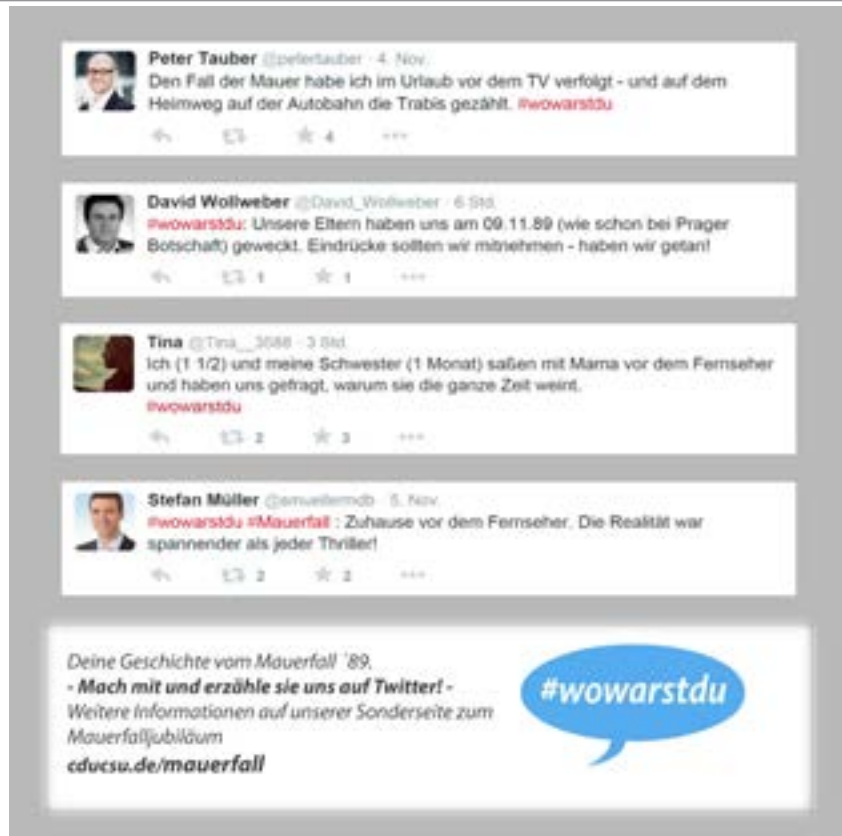 Peter Tauber @petertauber · 4. Nov.
Den Fall der Mauer habe ich im Urlaub vor dem TV verfolgt - und auf dem
Heimweg auf der Autobahn die Trabis gezählt. #wowarstdu
4
David Wollweber @David_Wollweber · 6 Std.
#wowarstdu: Unsere Eltern haben uns am 09.11.89 (wie schon bei Prager
Botschaft) geweckt. Eindrücke sollten wir mitnehmen - haben wir getan!
1 1
Tina @Tina__3688 · 3 Std.
Ich (1 1/2) und meine Schwester (1 Monat) saßen mit Mama vor dem Fernseher
und haben uns gefragt, warum sie die ganze Zeit weint.
#wowarstdu
2 3
Stefan Müller @smuellermdb · 5. Nov.
#wowarstdu #Mauerfall : Zuhause vor dem Fernseher. Die Realität war
spannender als jeder Thriller!
2 2
Deine Geschichte vom Mauerfall ´89.
- Mach mit und erzähle sie uns auf Twitter! -
Weitere Informationen auf unserer Sonderseite zum
Mauerfalljubiläum
cducsu.de/mauerfall
#wowarstdu